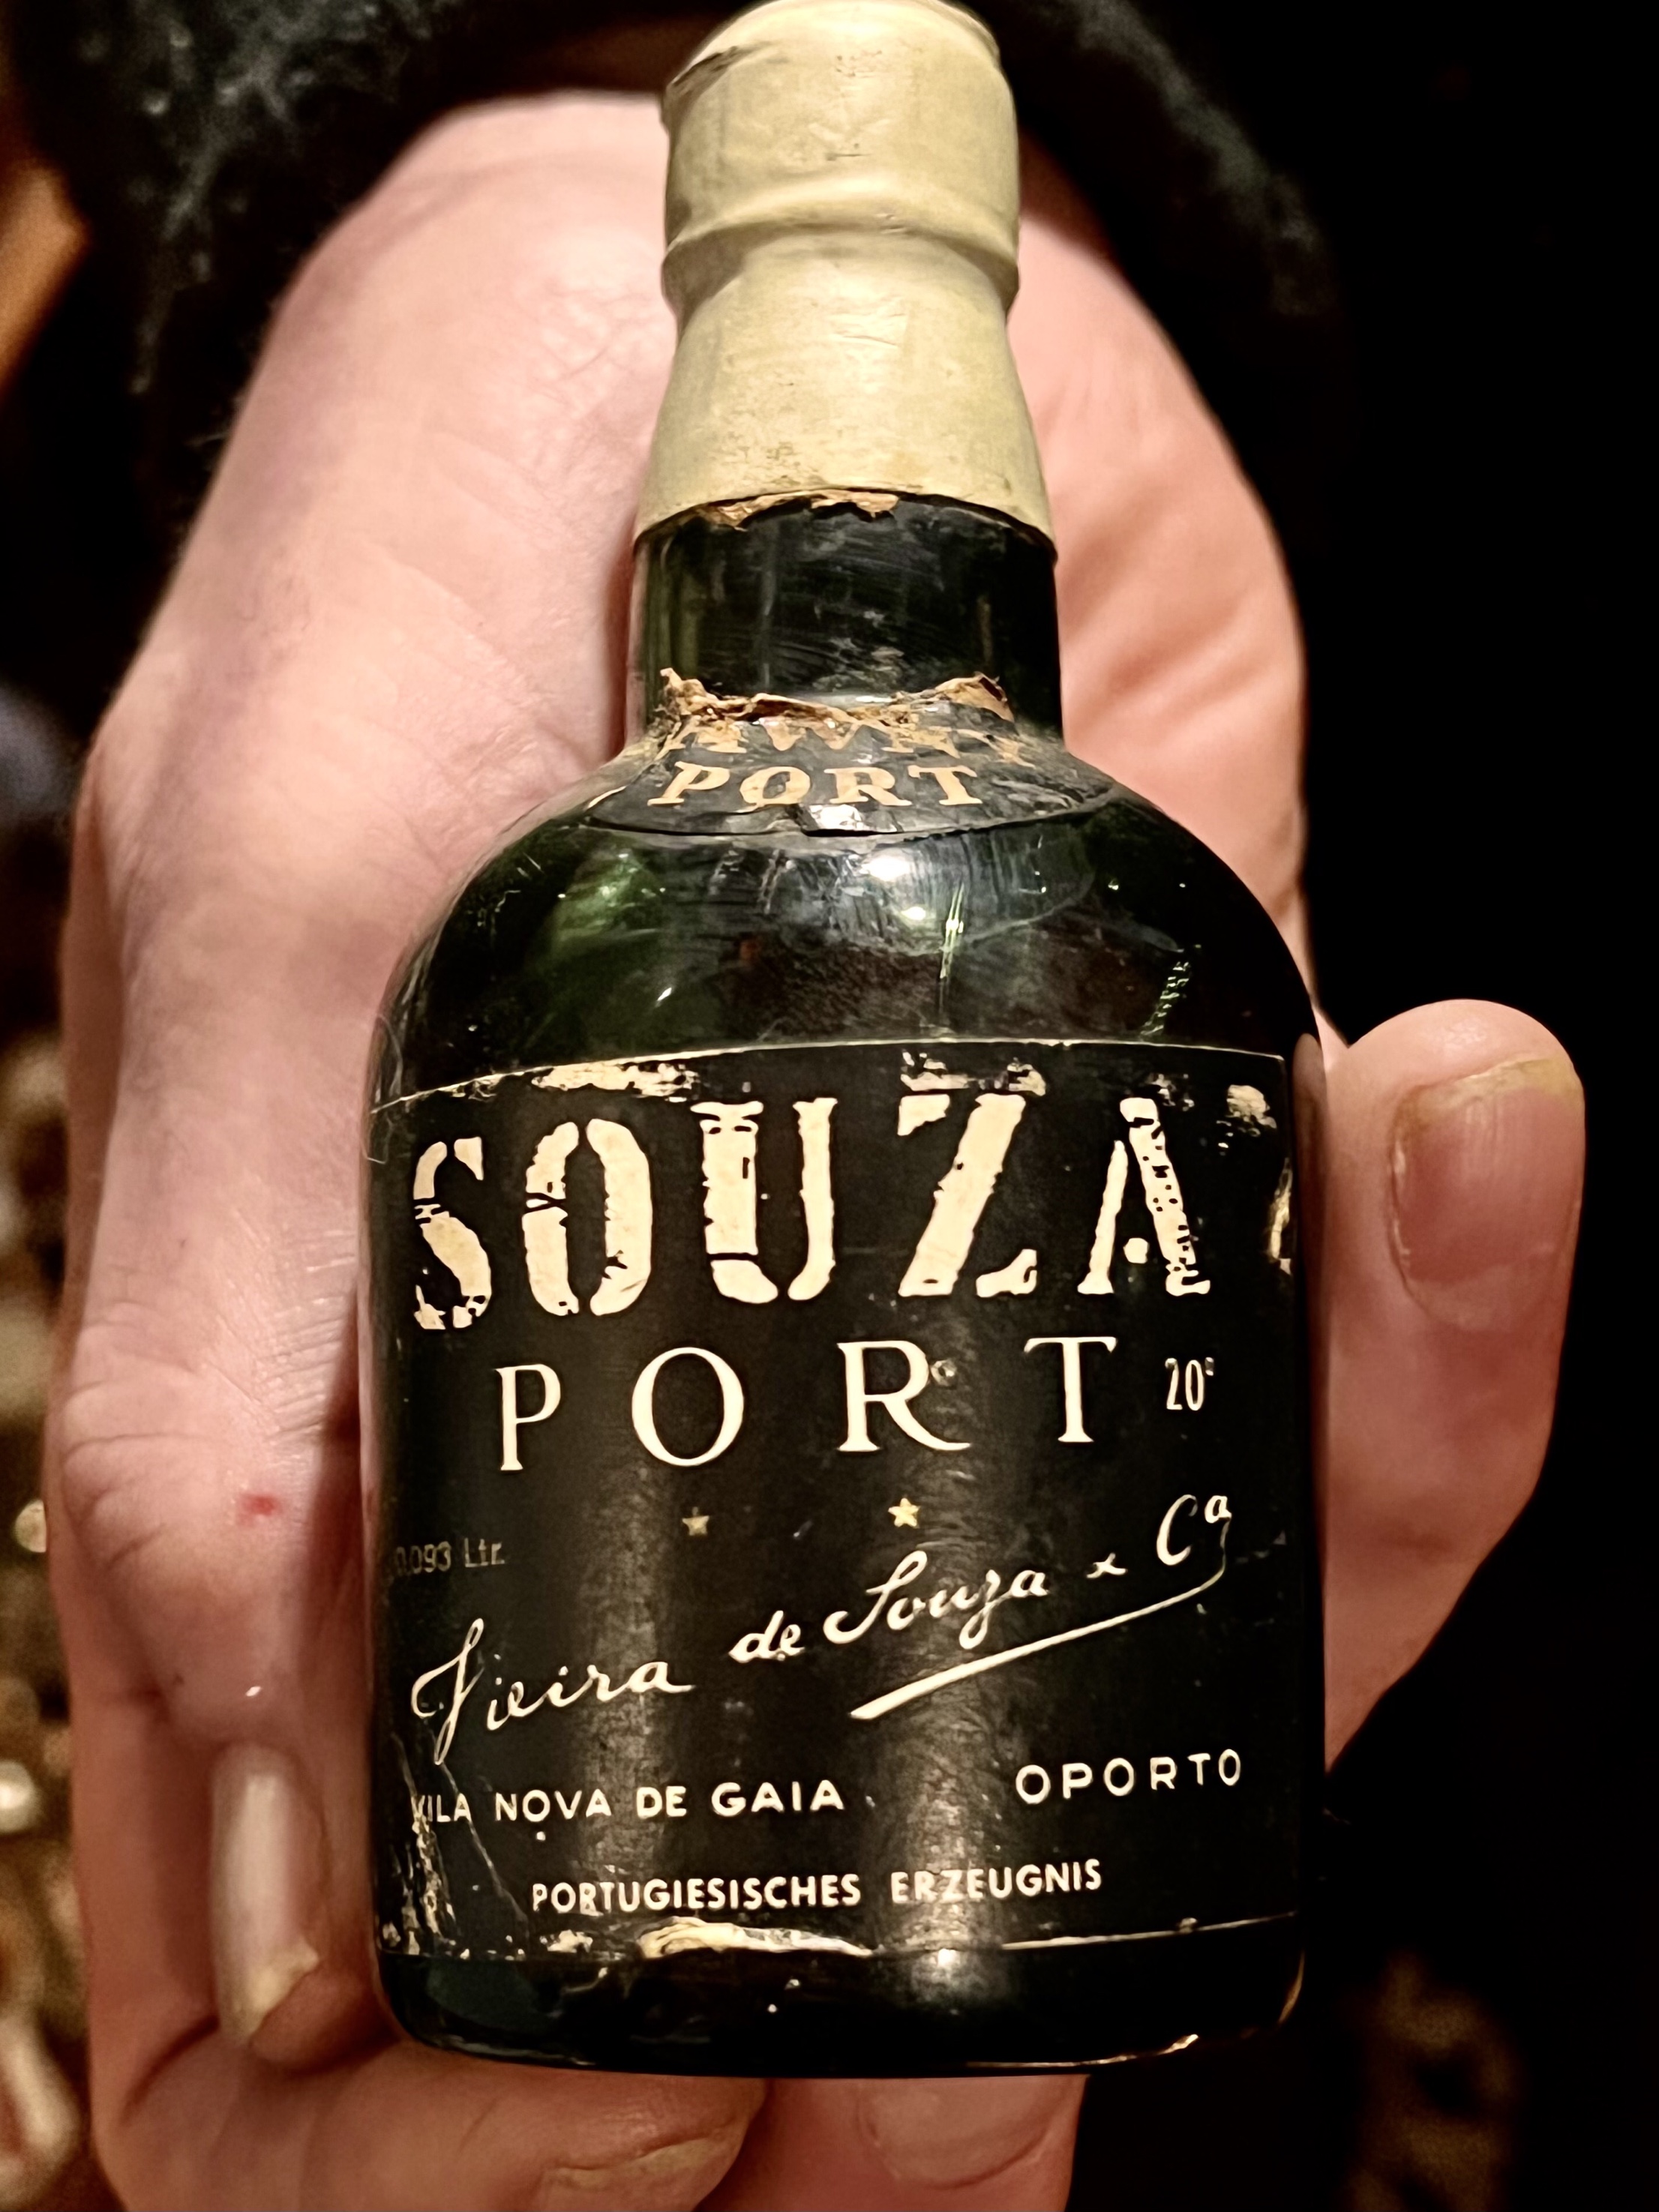 PORT
SOUZA
PORT 20°
0.093 Ltr.
Vieira de Souza & Cª
VILA NOVA DE GAIA OPORTO
PORTUGIESISCHES ERZEUGNIS